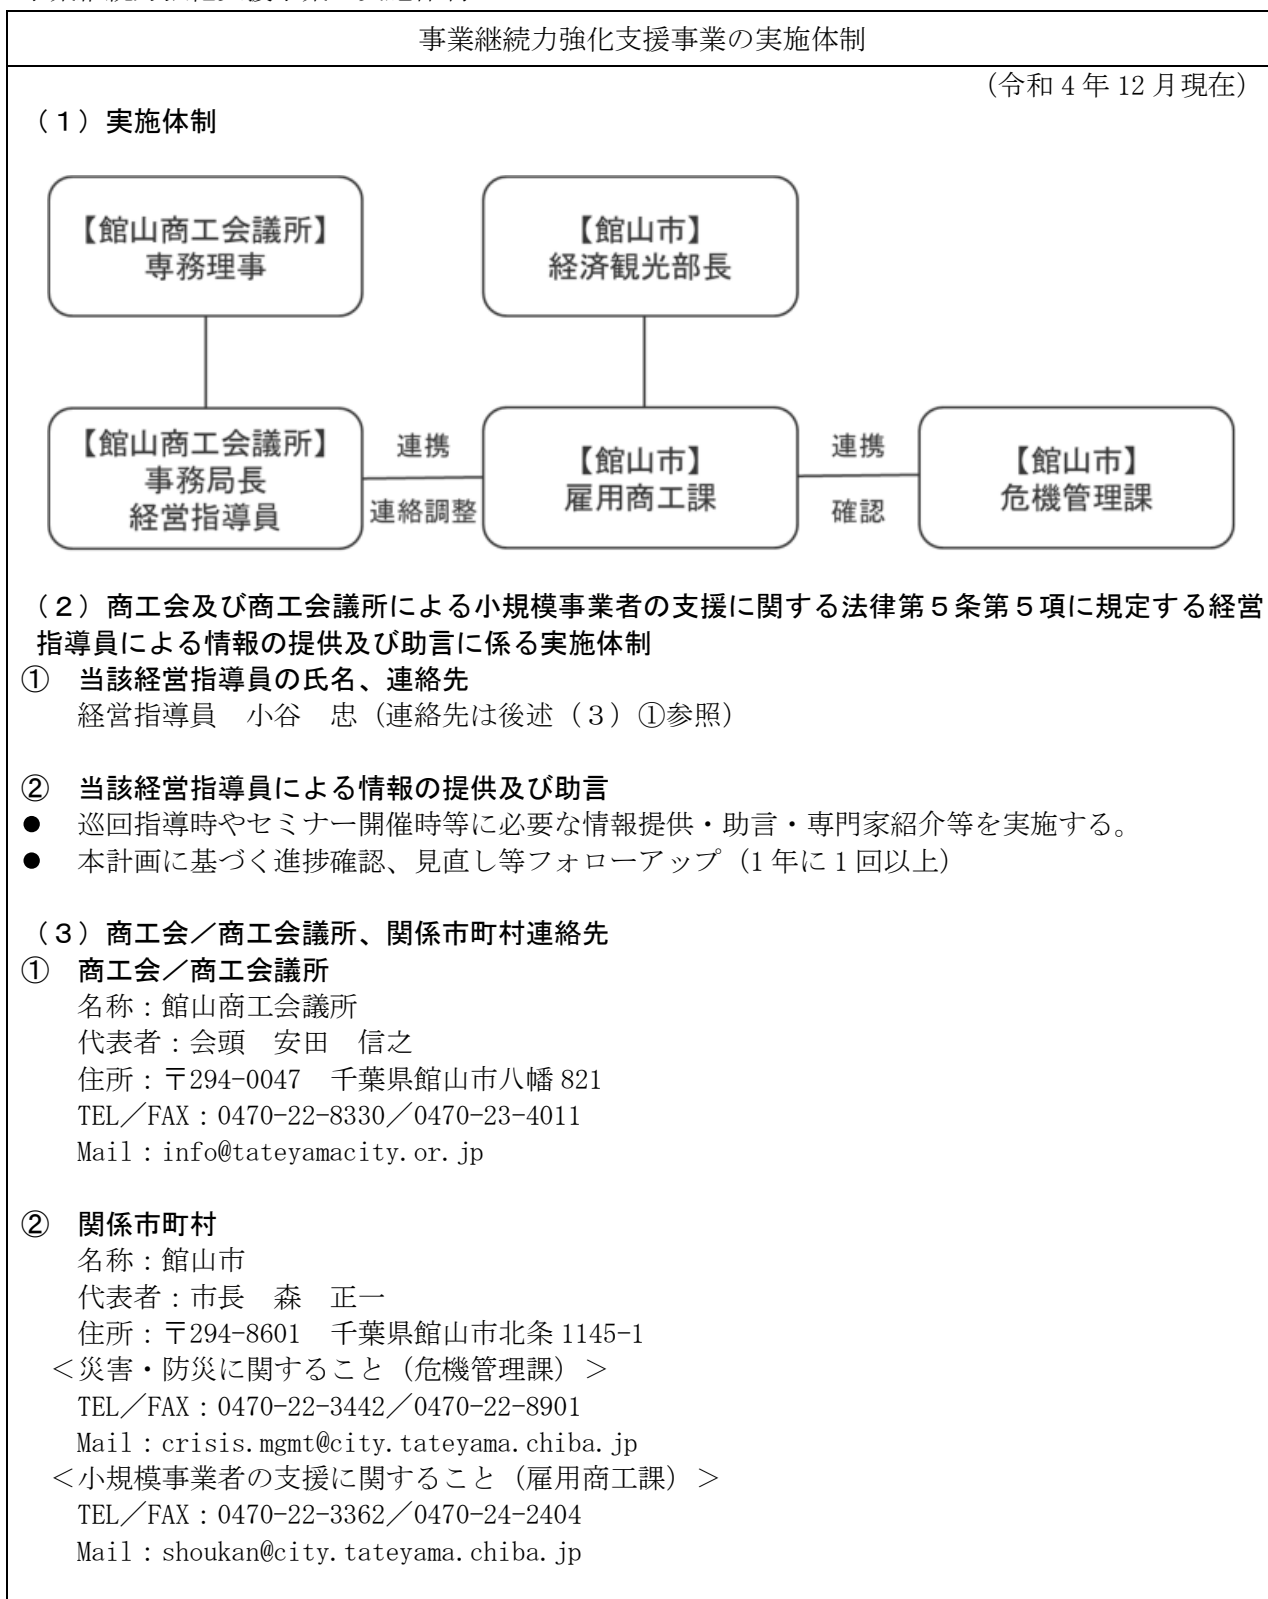 事業継続力強化支援事業の実施体制
（令和４年 12 月現在）
（１）実施体制
【館山商工会議所】
専務理事
【館山市】
経済観光部長
【館山商工会議所】
事務局長
経営指導員
連携
連絡調整
【館山市】
雇用商工課
連携
確認
【館山市】
危機管理課
（２）商工会及び商工会議所による小規模事業者の支援に関する法律第５条第５項に規定する経営
指導員による情報の提供及び助言に係る実施体制
①　当該経営指導員の氏名、連絡先
経営指導員　小谷　忠（連絡先は後述（３）①参照）
②　当該経営指導員による情報の提供及び助言
●　巡回指導時やセミナー開催時等に必要な情報提供・助言・専門家紹介等を実施する。
●　本計画に基づく進捗確認、見直し等フォローアップ（1 年に 1 回以上）
（３）商工会／商工会議所、関係市町村連絡先
①　商工会／商工会議所
名称：館山商工会議所
代表者：会頭　安田　信之
住所：〒294-0047　千葉県館山市八幡 821
TEL／FAX：0470-22-8330／0470-23-4011
Mail：info@tateyamacity.or.jp
②　関係市町村
名称：館山市
代表者：市長　森　正一
住所：〒294-8601　千葉県館山市北条 1145-1
＜災害・防災に関すること（危機管理課）＞
TEL／FAX：0470-22-3442／0470-22-8901
Mail：crisis.mgmt@city.tateyama.chiba.jp
＜小規模事業者の支援に関すること（雇用商工課）＞
TEL／FAX：0470-22-3362／0470-24-2404
Mail：shoukan@city.tateyama.chiba.jp